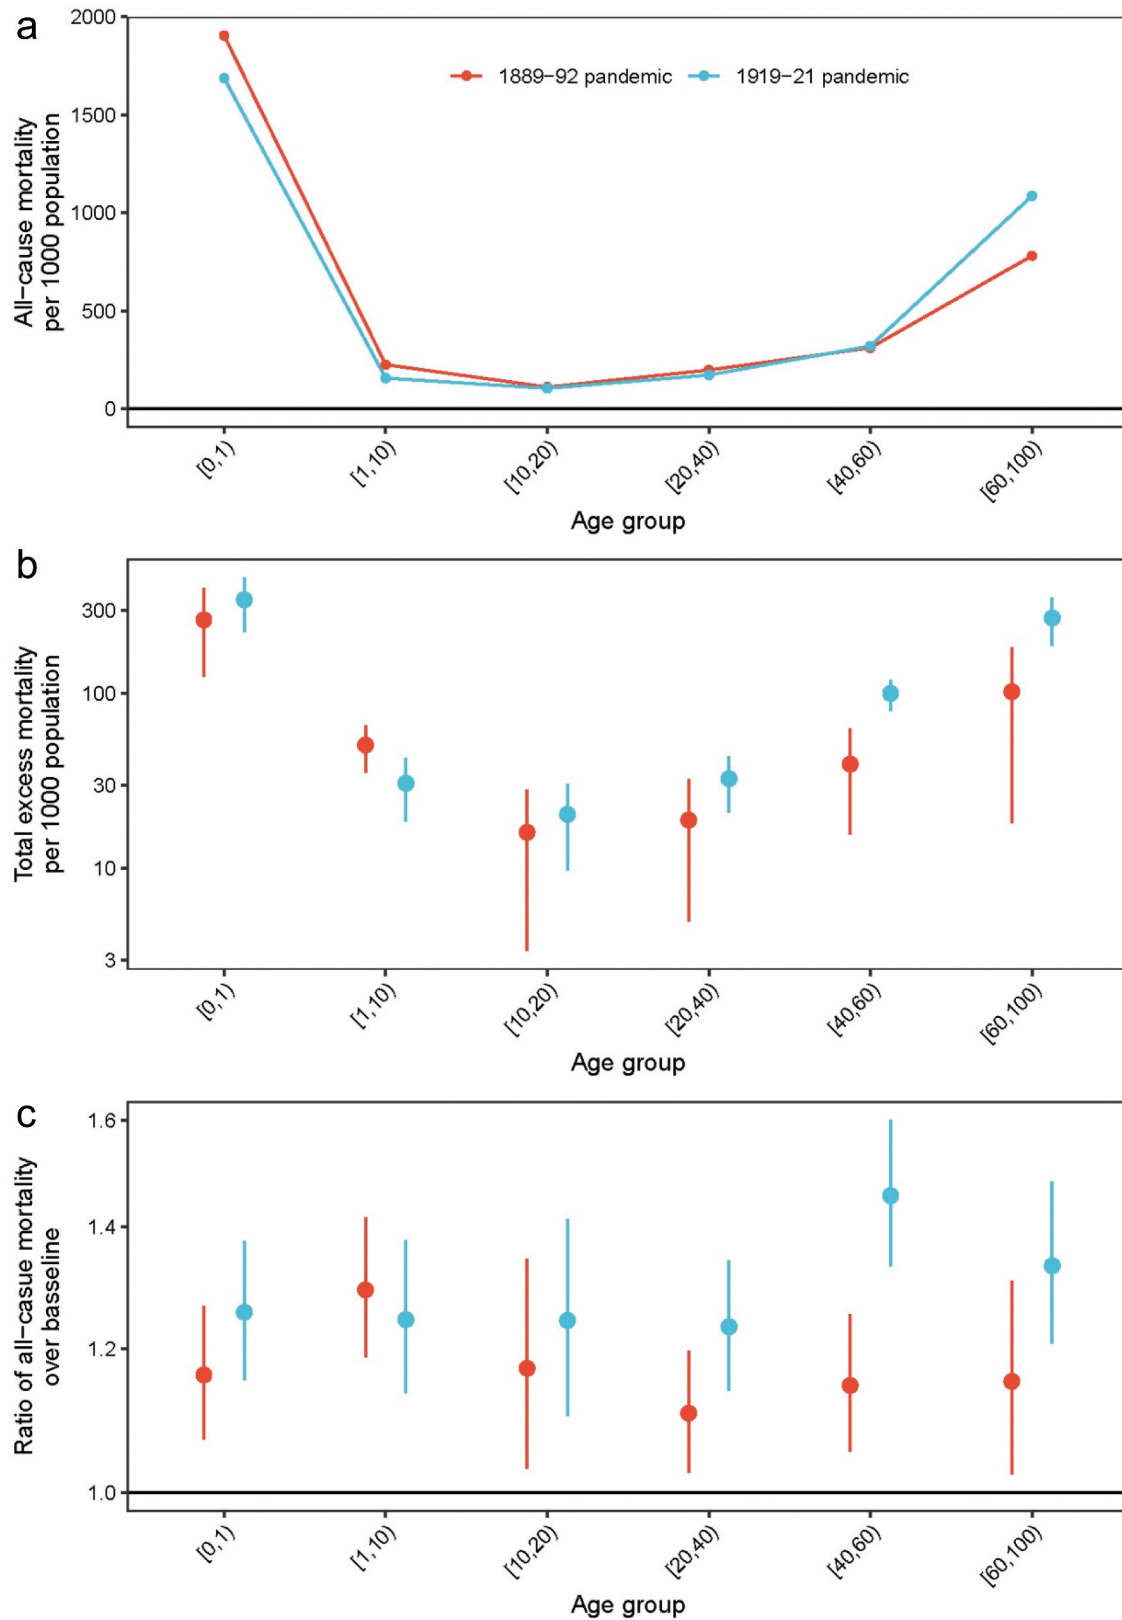 a
2000
1500
1000
500
0
All-cause mortality
per 1000 population
1889-92 pandemic
1919-21 pandemic
[0,1)
[1,10)
[10,20)
[20,40)
[40,60)
[60,100)
Age group
b
300
100
30
10
3
Total excess mortality
per 1000 population
[0,1)
[1,10)
[10,20)
[20,40)
[40,60)
[60,100)
Age group
c
1.6
1.4
1.2
1.0
Ratio of all-casue mortality
over basseline
[0,1)
[1,10)
[10,20)
[20,40)
[40,60)
[60,100)
Age group